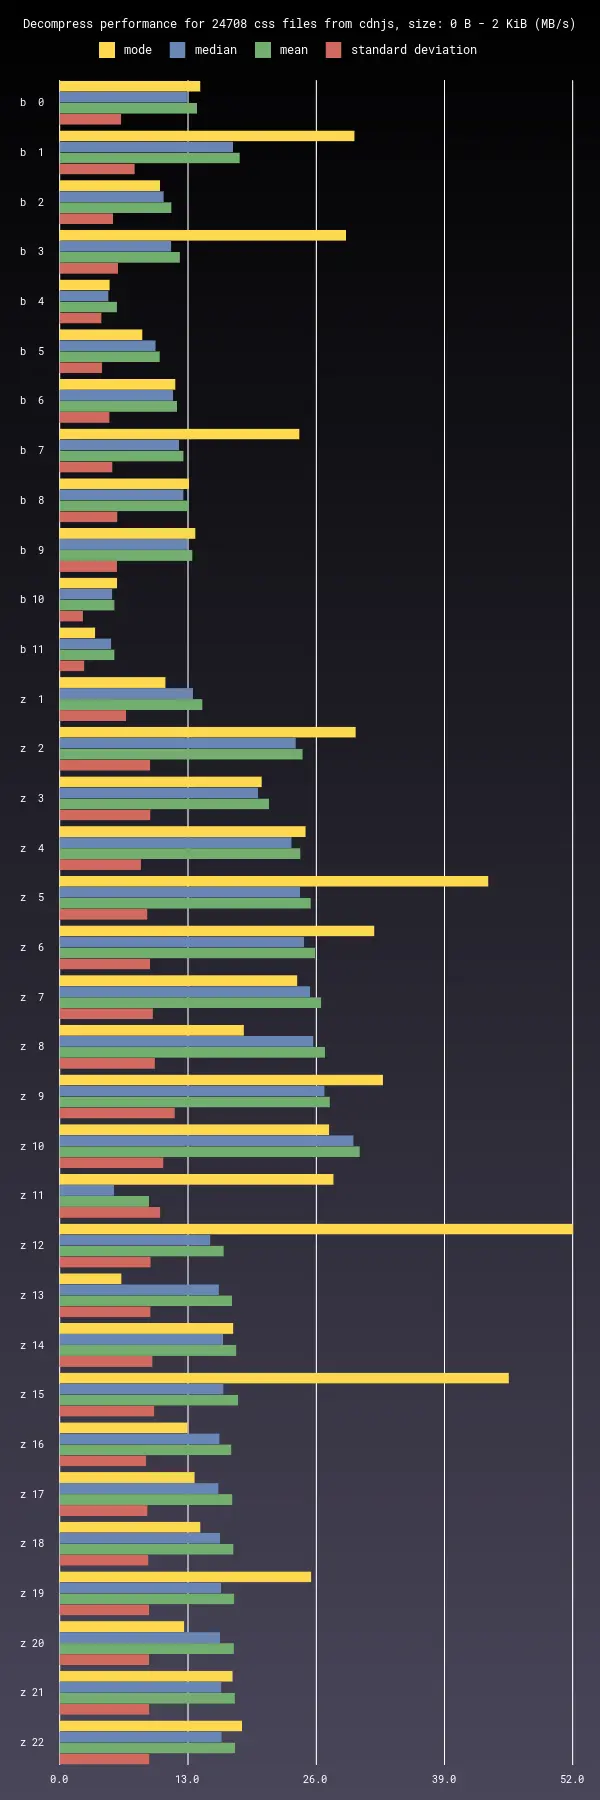 Decompress performance for 24708 css files from cdnjs, size: 0 B - 2 KiB (MB/s)
mode median mean standard deviation
b 0
b 1
b 2
b 3
b 4
b 5
b 6
b 7
b 8
b 9
b 10
b 11
z 1
z 2
z 3
z 4
z 5
z 6
z 7
z 8
z 9
z 10
z 11
z 12
z 13
z 14
z 15
z 16
z 17
z 18
z 19
z 20
z 21
z 22
0.0 13.0 26.0 39.0 52.0